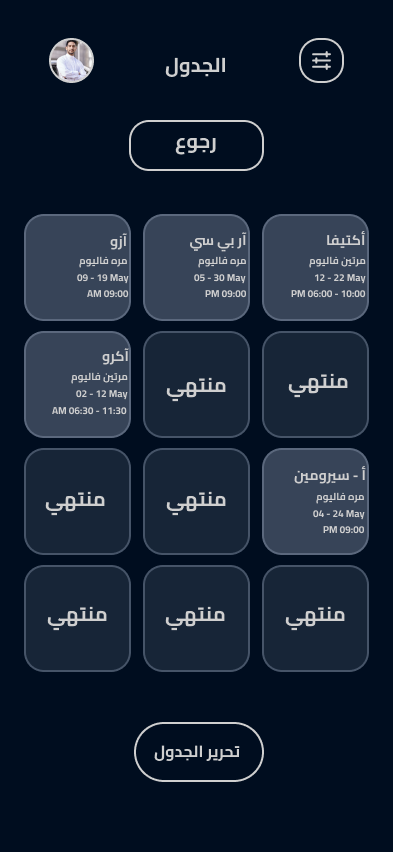 الجدول
رجوع
أكتيفا
مرتين فاليوم
12 - 22 May
PM 06:00 - 10:00
آر بي سي
مره فاليوم
05 - 30 May
PM 09:00
آزو
مره فاليوم
09 - 19 May
AM 09:00
منتهي
منتهي
آكرو
مرتين فاليوم
02 - 12 May
AM 06:30 - 11:30
أ - سيرومين
مره فاليوم
04 - 24 May
PM 09:00
منتهي
منتهي
منتهي
منتهي
منتهي
تحرير الجدول